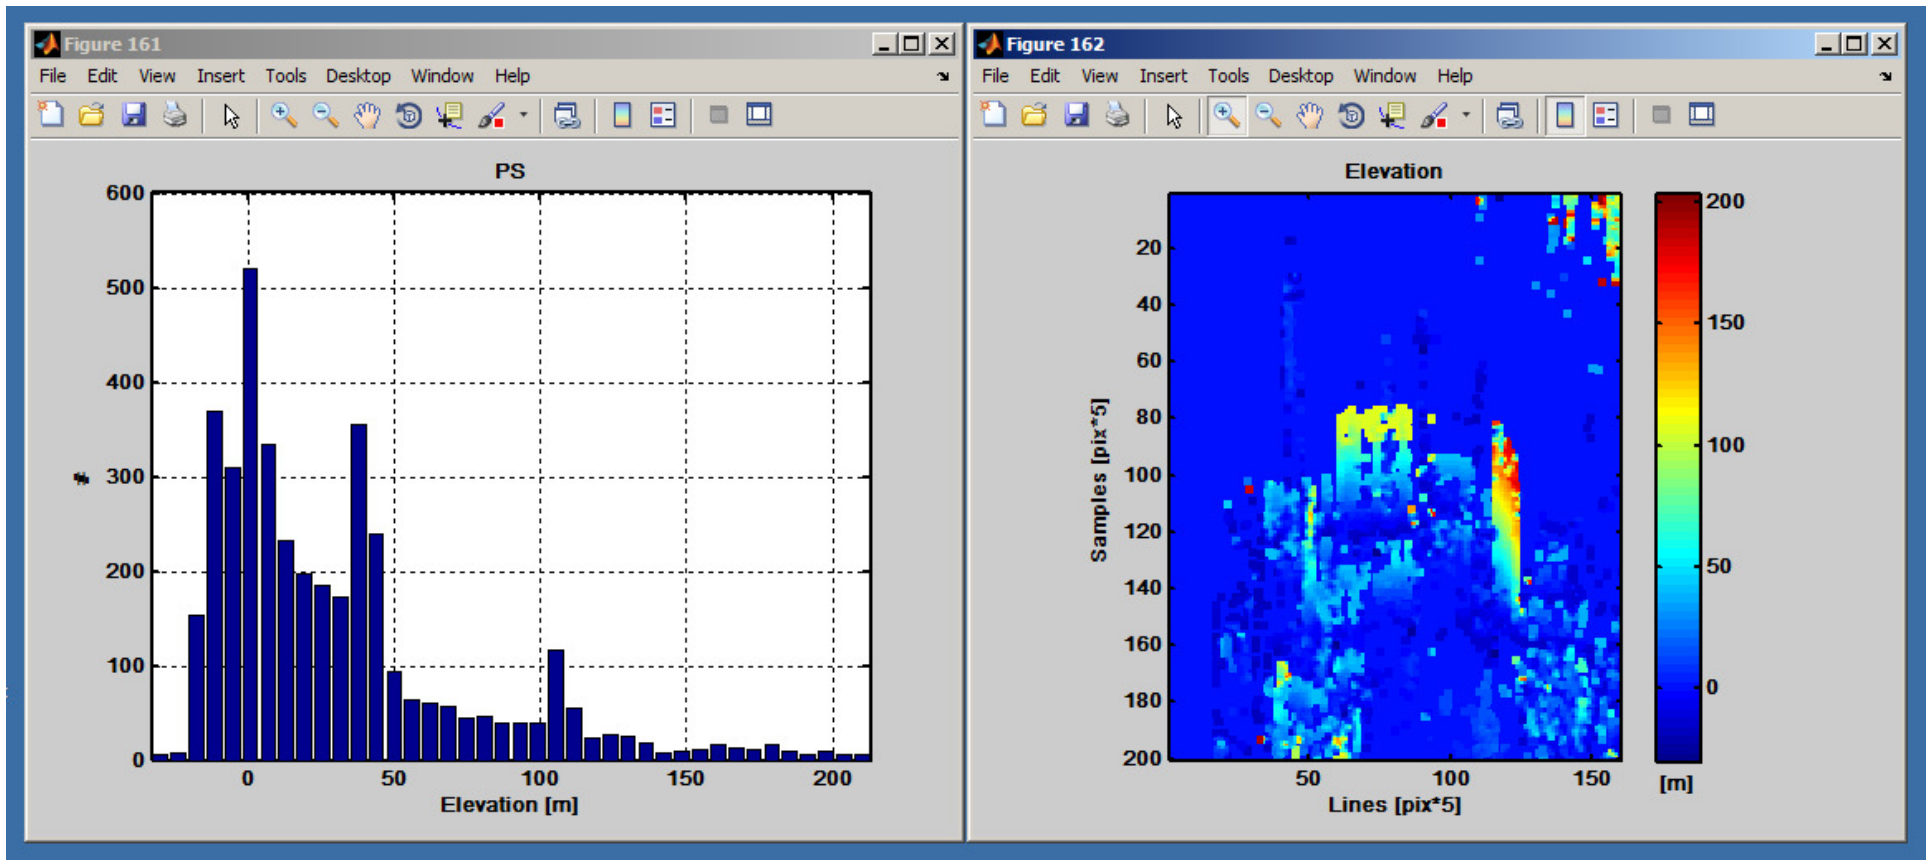 Figure 161
File Edit View Insert Tools Desktop Window Help
PS
600
500
400
300
200
100
0
#
0 50 100 150 200
Elevation [m]
Figure 162
File Edit View Insert Tools Desktop Window Help
Elevation
20
40
60
80
100
120
140
160
180
200
Samples [pix*5]
50 100 150
Lines [pix*5]
200
150
100
50
0
[m]